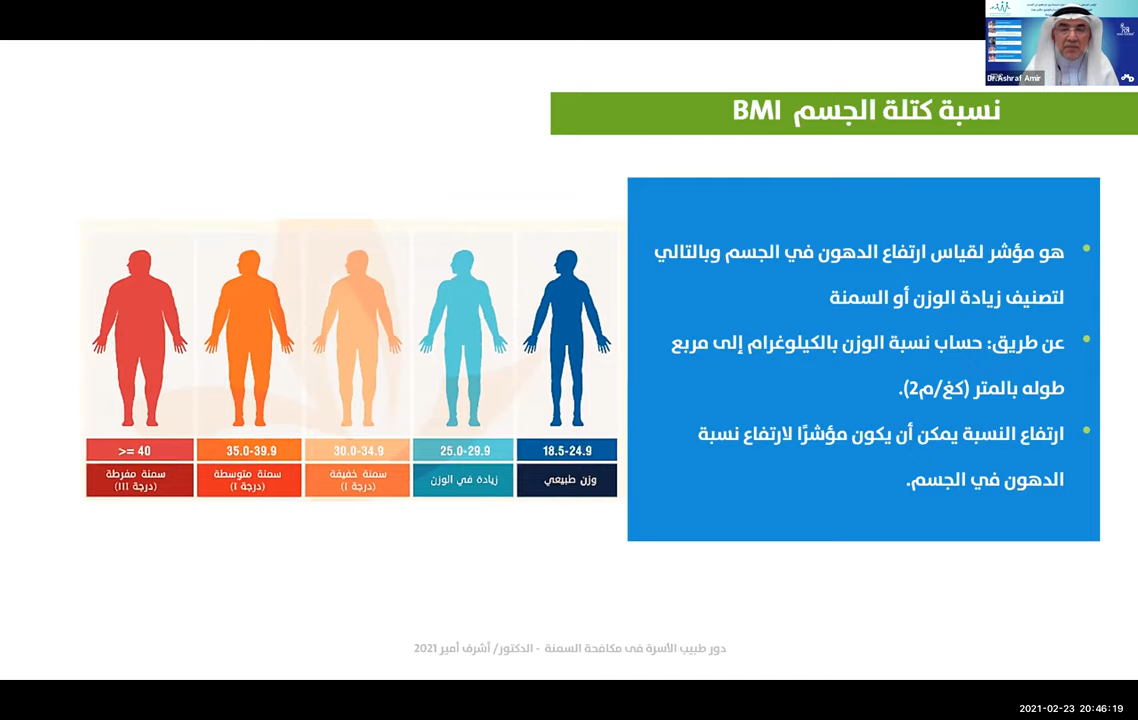 Dr.Ashraf Amir
نسبة كتلة الجسم BMI
هو مؤشر لقياس ارتفاع الدهون في الجسم وبالتالي
لتصنيف زيادة الوزن أو السمنة
عن طريق: حساب نسبة الوزن بالكيلوغرام إلى مربع
طوله بالمتر (كغ/م2).
ارتفاع النسبة يمكن أن يكون مؤشرًا لارتفاع نسبة
الدهون في الجسم.
18.5-24.9
وزن طبيعي
25.0-29.9
زيادة في الوزن
30.0-34.9
سمنة خفيفة
(درجة I)
35.0-39.9
سمنة متوسطة
(درجة I)
>= 40
سمنة مفرطة
(درجة III)
دور طبيب الأسرة فى مكافحة السمنة - الدكتور/ أشرف أمير 2021
2021-02-23 20:46:19